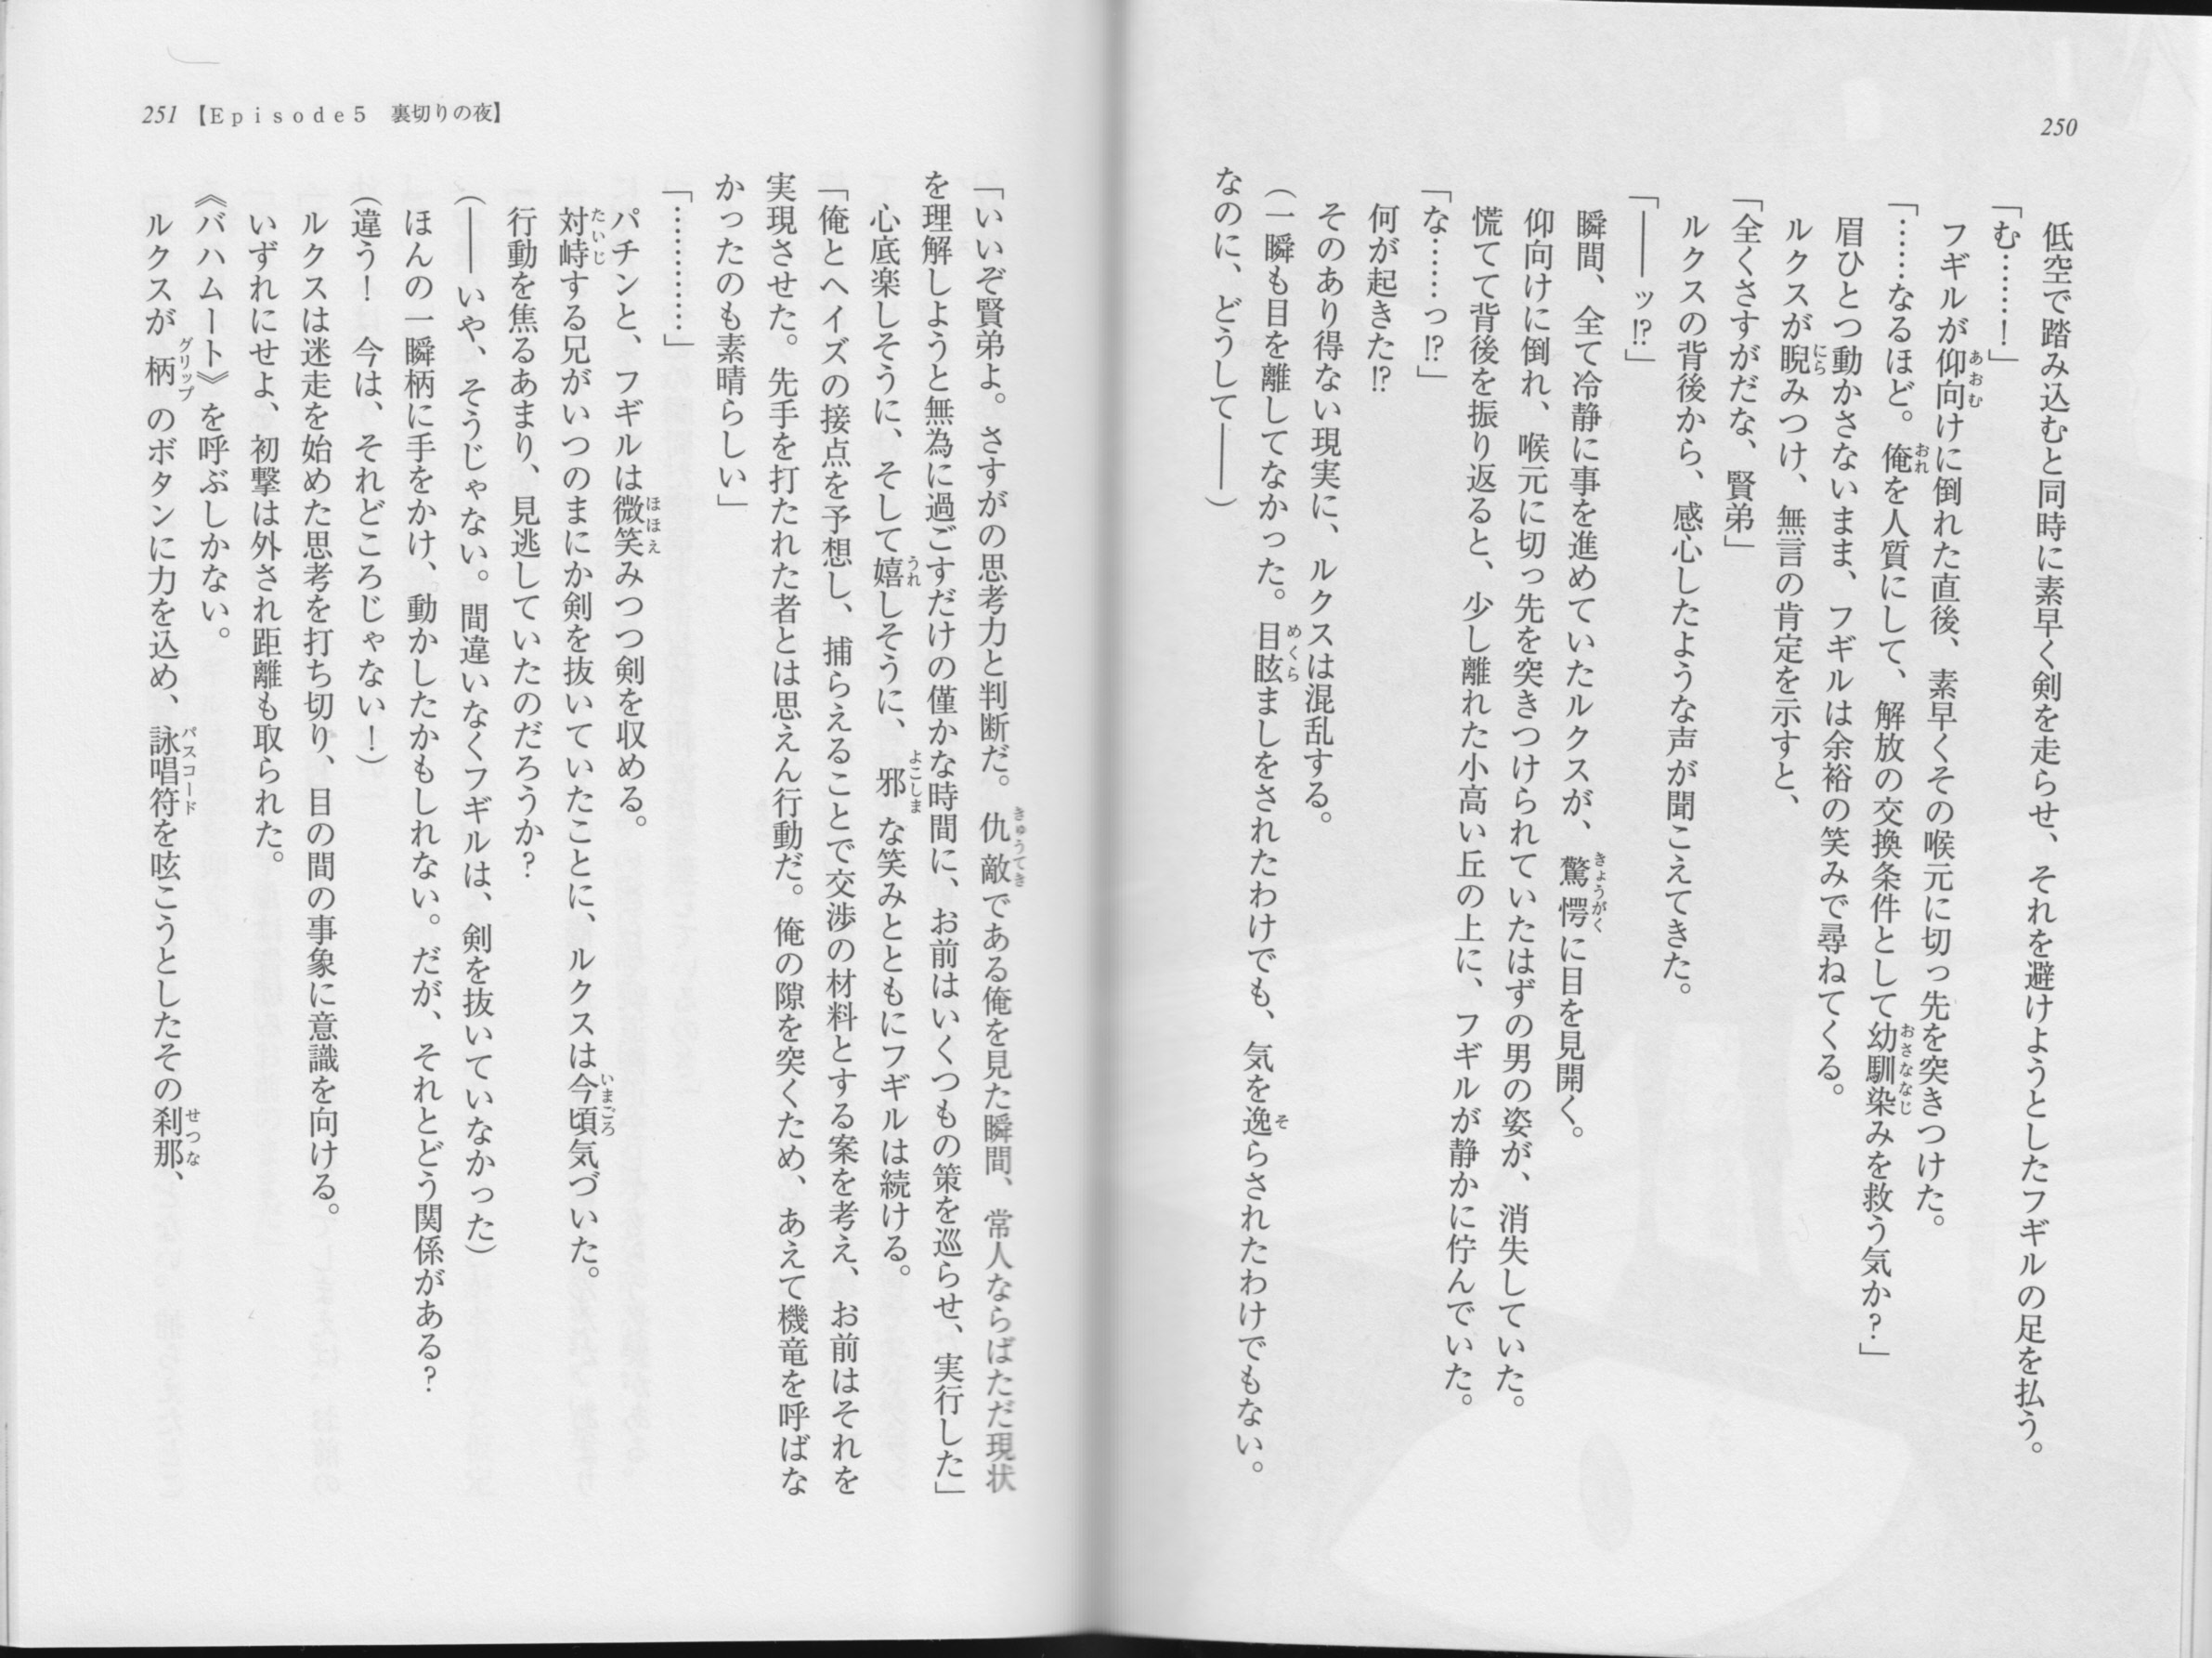 250
低空で踏み込むと同時に素早く剣を走らせ、それを避けようとしたフギルの足を払う。
「む……！」
フギルが仰向けに倒れた直後、素早くその喉元に切っ先を突きつけた。
「……なるほど。俺を人質にして、解放の交換条件として幼馴染みを救う気か？」
眉ひとつ動かさないまま、フギルは余裕の笑みで尋ねてくる。
ルクスが睨みつけ、無言の肯定を示すと、
「全くさすがだな、賢弟」
ルクスの背後から、感心したような声が聞こえてきた。
「――ッ!?」
瞬間、全て冷静に事を進めていたルクスが、驚愕に目を見開く。
仰向けに倒れ、喉元に切っ先を突きつけられていたはずの男の姿が、消失していた。
慌てて背後を振り返ると、少し離れた小高い丘の上に、フギルが静かに佇んでいた。
「な……っ!?」
何が起きた!?
そのあり得ない現実に、ルクスは混乱する。
（一瞬も目を離してなかった。目眩ましをされたわけでも、気を逸らされたわけでもない。
なのに、どうして――）
251【Episode5　裏切りの夜】
「いいぞ賢弟よ。さすがの思考力と判断だ。仇敵である俺を見た瞬間、常人ならばただ現状
を理解しようと無為に過ごすだけの僅かな時間に、お前はいくつもの策を巡らせ、実行した」
心底楽しそうに、そして嬉しそうに、邪な笑みとともにフギルは続ける。
「俺とヘイズの接点を予想し、捕らえることで交渉の材料とする案を考え、お前はそれを
実現させた。先手を打たれた者とは思えん行動だ。俺の隙を突くため、あえて機竜を呼ばな
かったのも素晴らしい」
「…………」
パチンと、フギルは微笑みつつ剣を収める。
対峙する兄がいつのまにか剣を抜いていたことに、ルクスは今頃気づいた。
行動を焦るあまり、見逃していたのだろうか？
（――いや、そうじゃない。間違いなくフギルは、剣を抜いていなかった）
ほんの一瞬柄に手をかけ、動かしたかもしれない。だが、それとどう関係がある？
（違う！　今は、それどころじゃない！）
ルクスは迷走を始めた思考を打ち切り、目の間の事象に意識を向ける。
いずれにせよ、初撃は外され距離も取られた。
《バハムート》を呼ぶしかない。
ルクスが柄のボタンに力を込め、詠唱符を呟こうとしたその刹那、